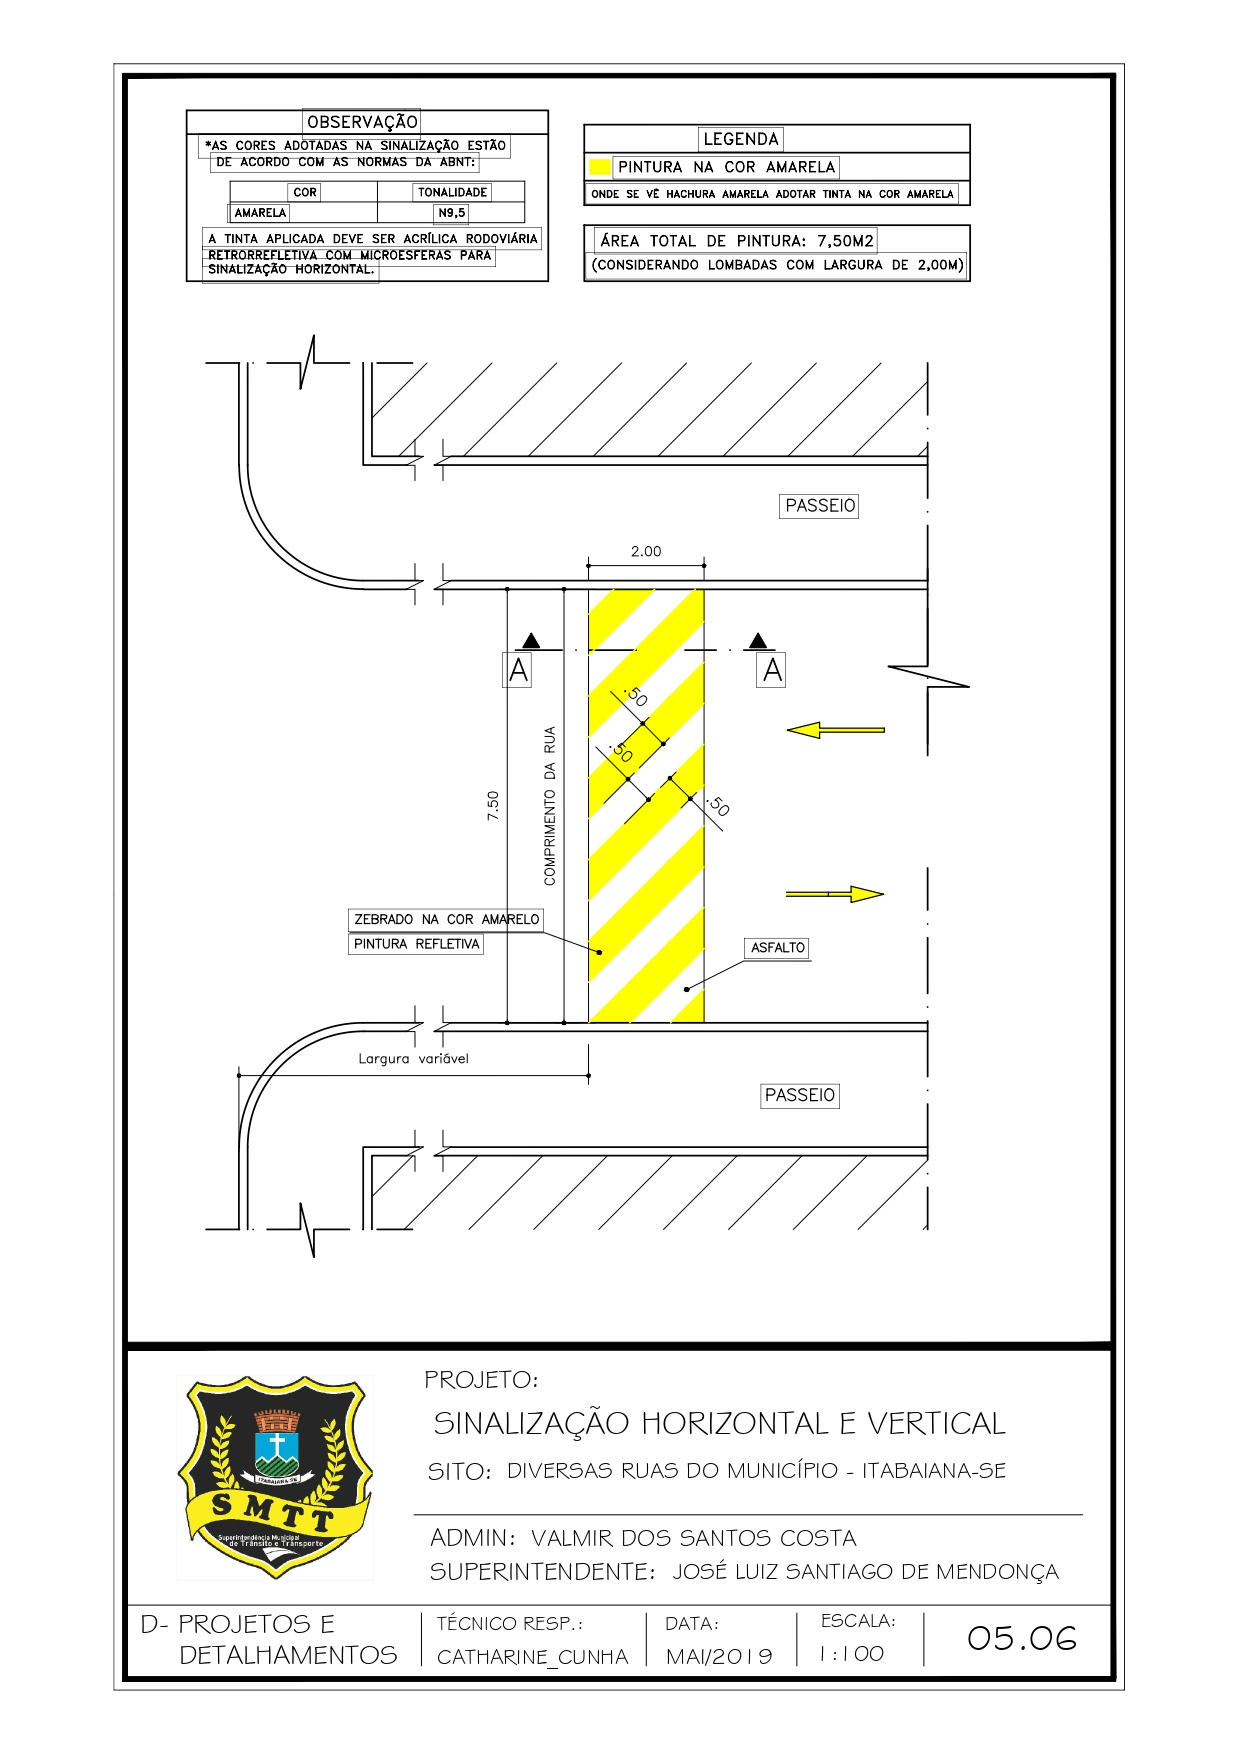 OBSERVAÇÃO
*AS CORES ADOTADAS NA SINALIZAÇÃO ESTÃO
DE ACORDO COM AS NORMAS DA ABNT:
COR TONALIDADE
AMARELA N9,5
A TINTA APLICADA DEVE SER ACRÍLICA RODOVIÁRIA
RETRORREFLETIVA COM MICROESFERAS PARA
SINALIZAÇÃO HORIZONTAL.
LEGENDA
PINTURA NA COR AMARELA
ONDE SE VÊ HACHURA AMARELA ADOTAR TINTA NA COR AMARELA
ÁREA TOTAL DE PINTURA: 7,50M2
(CONSIDERANDO LOMBADAS COM LARGURA DE 2,00M)
PASSEIO
2.00
A A
.50
.50
.50
7.50
COMPRIMENTO DA RUA
ZEBRADO NA COR AMARELO
PINTURA REFLETIVA
ASFALTO
Largura variável
PASSEIO
PROJETO:
SINALIZAÇÃO HORIZONTAL E VERTICAL
SITO: DIVERSAS RUAS DO MUNICÍPIO - ITABAIANA-SE
ADMIN: VALMIR DOS SANTOS COSTA
SUPERINTENDENTE: JOSÉ LUIZ SANTIAGO DE MENDONÇA
ITABAIANA-SE
SMTT
Superintendência Municipal
de Trânsito e Transporte
D- PROJETOS E
DETALHAMENTOS
TÉCNICO RESP.:
CATHARINE_CUNHA
DATA:
MAI/2019
ESCALA:
1:100
05.06